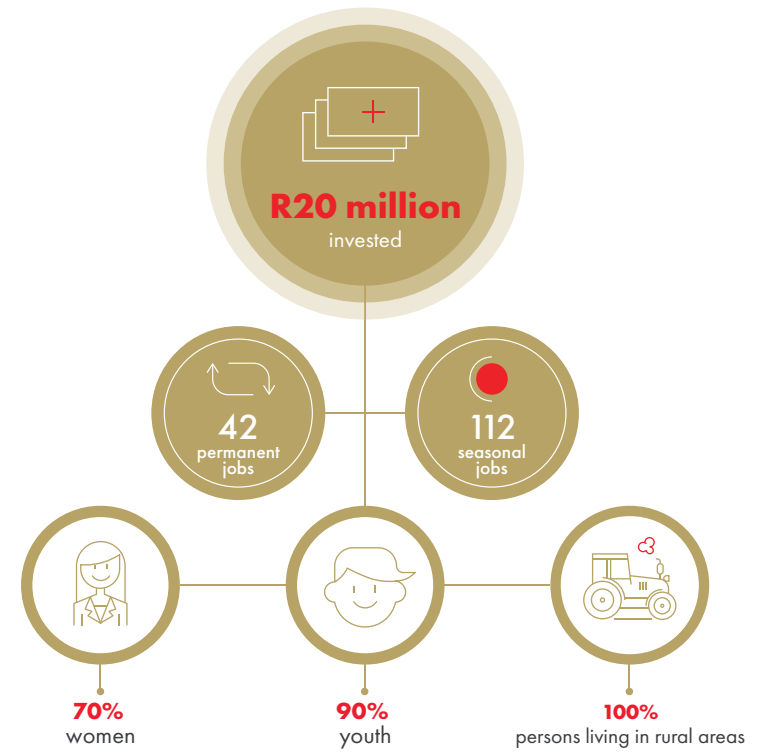 R20 million
invested
42
permanent
jobs
112
seasonal
jobs
70%
women
90%
youth
100%
persons living in rural areas